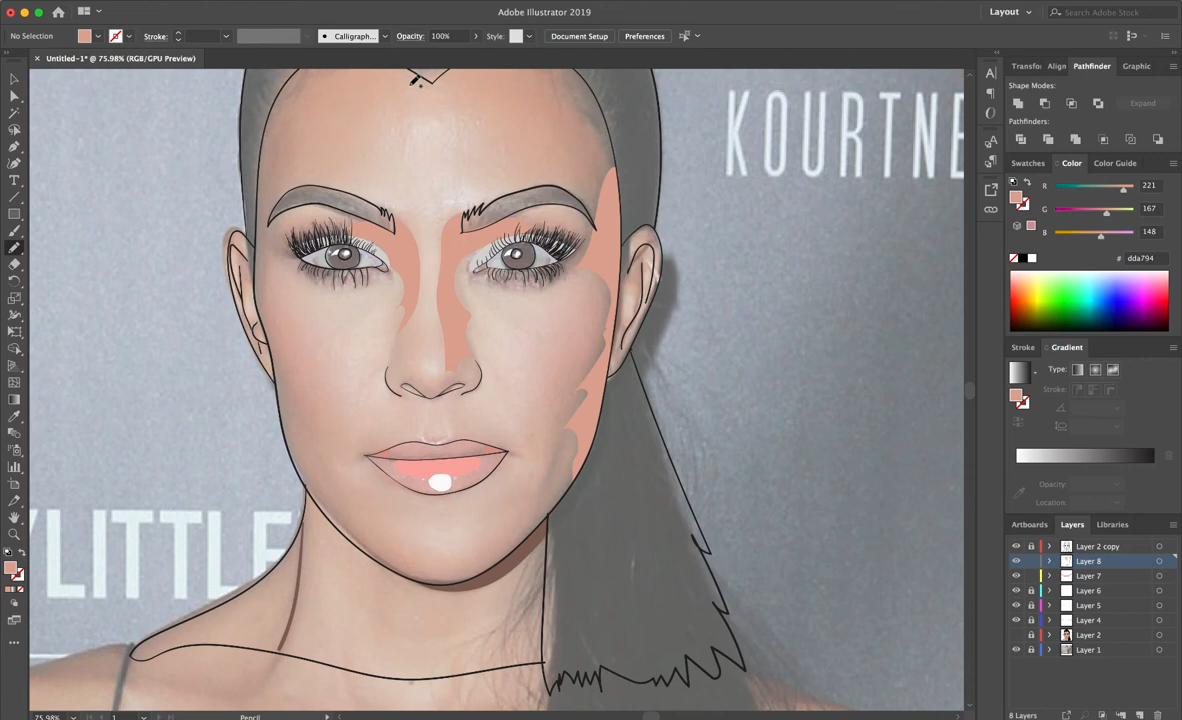 Adobe Illustrator 2019
Layout
Search Adobe Stock
No Selection
Stroke:
Calligraph...
Opacity:
100%
Style:
Document Setup
Preferences
Untitled-1* @ 75.98% (RGB/GPU Preview)
Transfo
Align
Pathfinder
Graphic
Shape Modes:
Expand
Pathfinders:
Swatches
Color
Color Guide
R
221
G
167
B
148
#
dda794
Stroke
Gradient
Type:
Stroke:
Opacity:
Location:
Artboards
Layers
Libraries
Layer 2 copy
Layer 8
Layer 7
Layer 6
Layer 5
Layer 4
Layer 2
Layer 1
8 Layers
KOURTNE
YLITTLE
75.98%
1
Pencil